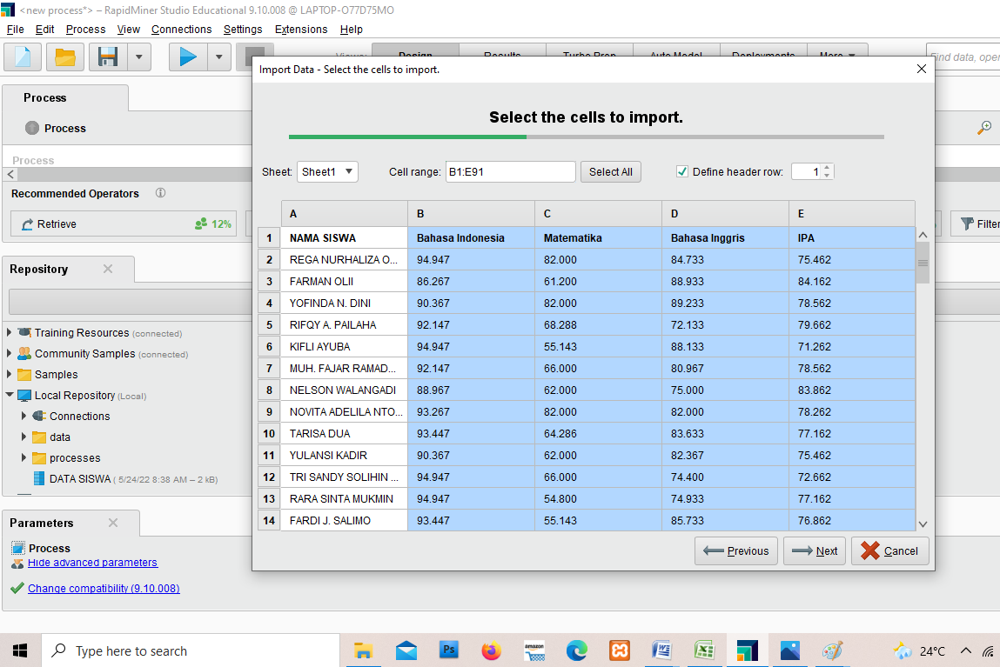 <new process*> – RapidMiner Studio Educational 9.10.008 @ LAPTOP-O77D75MO
File Edit Process View Connections Settings Extensions Help
Find data, oper
Import Data - Select the cells to import.
Process
Process
Process
Recommended Operators
Retrieve 12%
Filter
Select the cells to import.
Sheet: Sheet1 Cell range: B1:E91 Select All Define header row: 1
A B C D E
1 NAMA SISWA Bahasa Indonesia Matematika Bahasa Inggris IPA
2 REGA NURHALIZA O... 94.947 82.000 84.733 75.462
3 FARMAN OLII 86.267 61.200 88.933 84.162
4 YOFINDA N. DINI 90.367 82.000 89.233 78.562
5 RIFQY A. PAILAHA 92.147 68.288 72.133 79.662
6 KIFLI AYUBA 94.947 55.143 88.133 71.262
7 MUH. FAJAR RAMAD... 92.147 66.000 80.967 78.562
8 NELSON WALANGADI 88.967 62.000 75.000 83.862
9 NOVITA ADELILA NTO... 93.267 82.000 82.000 78.262
10 TARISA DUA 93.447 64.286 83.633 77.162
11 YULANSI KADIR 90.367 62.000 82.367 75.462
12 TRI SANDY SOLIHIN ... 94.947 66.000 74.400 72.662
13 RARA SINTA MUKMIN 94.947 54.800 74.933 77.162
14 FARDI J. SALIMO 93.447 55.143 85.733 76.862
Previous Next Cancel
Repository
Training Resources (connected)
Community Samples (connected)
Samples
Local Repository (Local)
Connections
data
processes
DATA SISWA ( 5/24/22 8:38 AM – 2 kB)
Parameters
Process
Hide advanced parameters
Change compatibility (9.10.008)
Type here to search
Ps
amazon
24°C